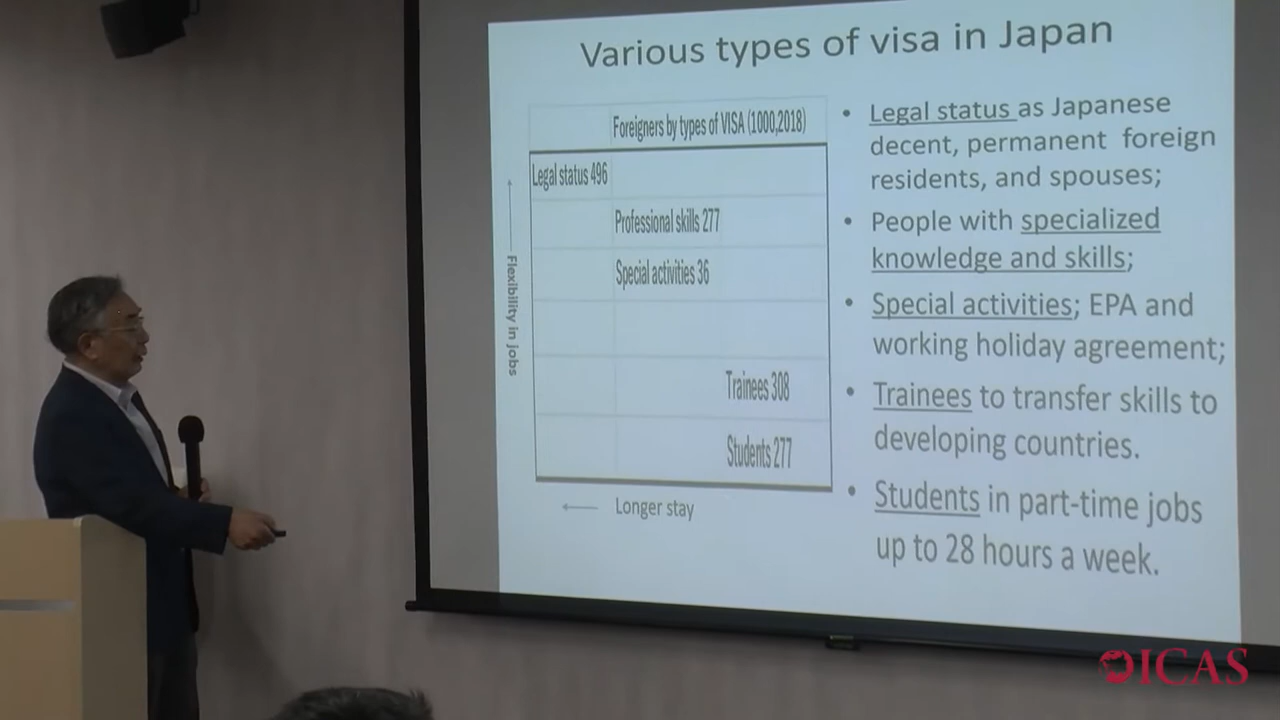 Various types of visa in Japan
Foreigners by types of VISA (1000,2018)
Legal status 496
Professional skills 277
Special activities 36
Trainees 308
Students 277
Flexibility in jobs
Longer stay
• Legal status as Japanese
decent, permanent foreign
residents, and spouses;
• People with specialized
knowledge and skills;
• Special activities; EPA and
working holiday agreement;
• Trainees to transfer skills to
developing countries.
• Students in part-time jobs
up to 28 hours a week.
ICAS